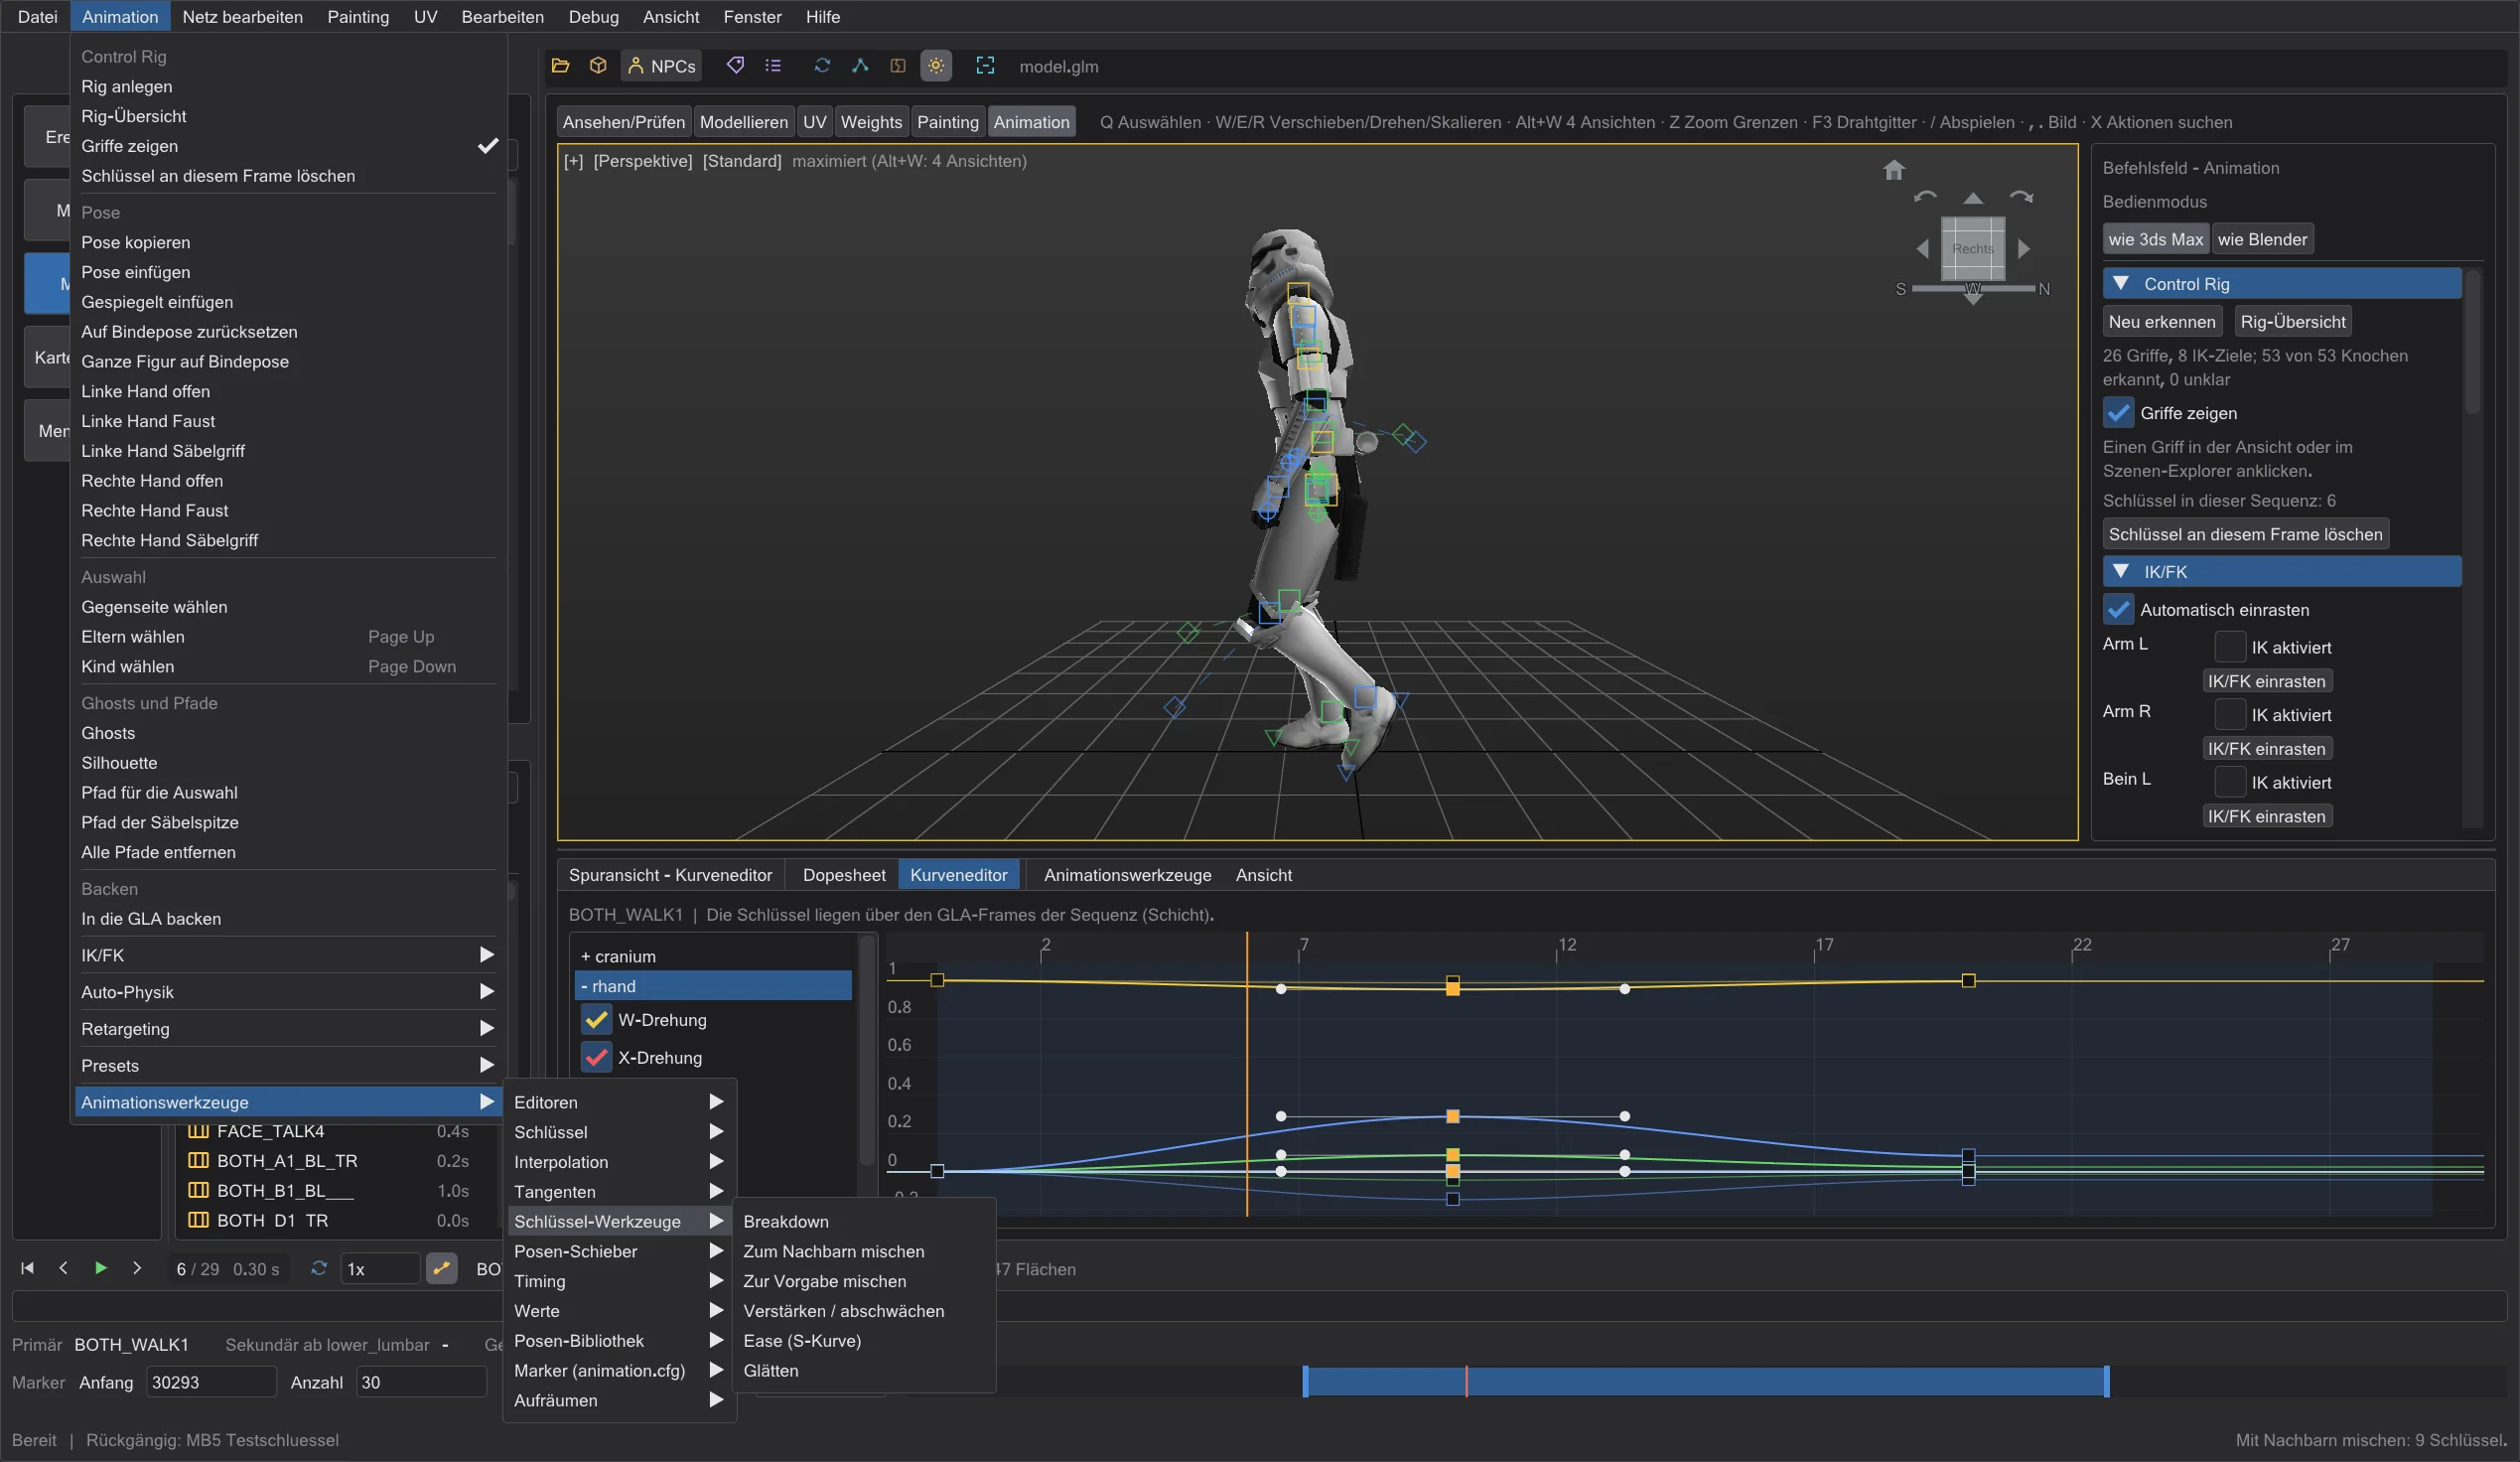 Datei Animation Netz bearbeiten Painting UV Bearbeiten Debug Ansicht Fenster Hilfe
Control Rig
Rig anlegen
Rig-Übersicht
Griffe zeigen
Schlüssel an diesem Frame löschen
Pose
Pose kopieren
Pose einfügen
Gespiegelt einfügen
Auf Bindepose zurücksetzen
Ganze Figur auf Bindepose
Linke Hand offen
Linke Hand Faust
Linke Hand Säbelgriff
Rechte Hand offen
Rechte Hand Faust
Rechte Hand Säbelgriff
Auswahl
Gegenseite wählen
Eltern wählen Page Up
Kind wählen Page Down
Ghosts und Pfade
Ghosts
Silhouette
Pfad für die Auswahl
Pfad der Säbelspitze
Alle Pfade entfernen
Backen
In die GLA backen
IK/FK
Auto-Physik
Retargeting
Presets
Animationswerkzeuge
Editoren
Schlüssel
Interpolation
Tangenten
Schlüssel-Werkzeuge
Posen-Schieber
Timing
Werte
Posen-Bibliothek
Marker (animation.cfg)
Aufräumen
Breakdown
Zum Nachbarn mischen
Zur Vorgabe mischen
Verstärken / abschwächen
Ease (S-Kurve)
Glätten
NPCs model.glm
Ansehen/Prüfen Modellieren UV Weights Painting Animation Q Auswählen · W/E/R Verschieben/Drehen/Skalieren · Alt+W 4 Ansichten · Z Zoom Grenzen · F3 Drahtgitter · / Abspielen · , . Bild · X Aktionen suchen
[+] [Perspektive] [Standard] maximiert (Alt+W: 4 Ansichten)
Rechts
S W N
Befehlsfeld - Animation
Bedienmodus
wie 3ds Max wie Blender
Control Rig
Neu erkennen Rig-Übersicht
26 Griffe, 8 IK-Ziele; 53 von 53 Knochen
erkannt, 0 unklar
Griffe zeigen
Einen Griff in der Ansicht oder im
Szenen-Explorer anklicken.
Schlüssel in dieser Sequenz: 6
Schlüssel an diesem Frame löschen
IK/FK
Automatisch einrasten
Arm L IK aktiviert
IK/FK einrasten
Arm R IK aktiviert
IK/FK einrasten
Bein L IK aktiviert
IK/FK einrasten
Spuransicht - Kurveneditor Dopesheet Kurveneditor Animationswerkzeuge Ansicht
BOTH_WALK1 | Die Schlüssel liegen über den GLA-Frames der Sequenz (Schicht).
+ cranium
- rhand
W-Drehung
X-Drehung
2 7 12 17 22 27
1
0.8
0.6
0.4
0.2
0
FACE_TALK4 0.4s
BOTH_A1_BL_TR 0.2s
BOTH_B1_BL___ 1.0s
BOTH_D1_TR 0.0s
6 / 29 0.30 s 1x 47 Flächen
Primär BOTH_WALK1 Sekundär ab lower_lumbar -
Marker Anfang 30293 Anzahl 30
Bereit | Rückgängig: MB5 Testschluessel
Mit Nachbarn mischen: 9 Schlüssel.